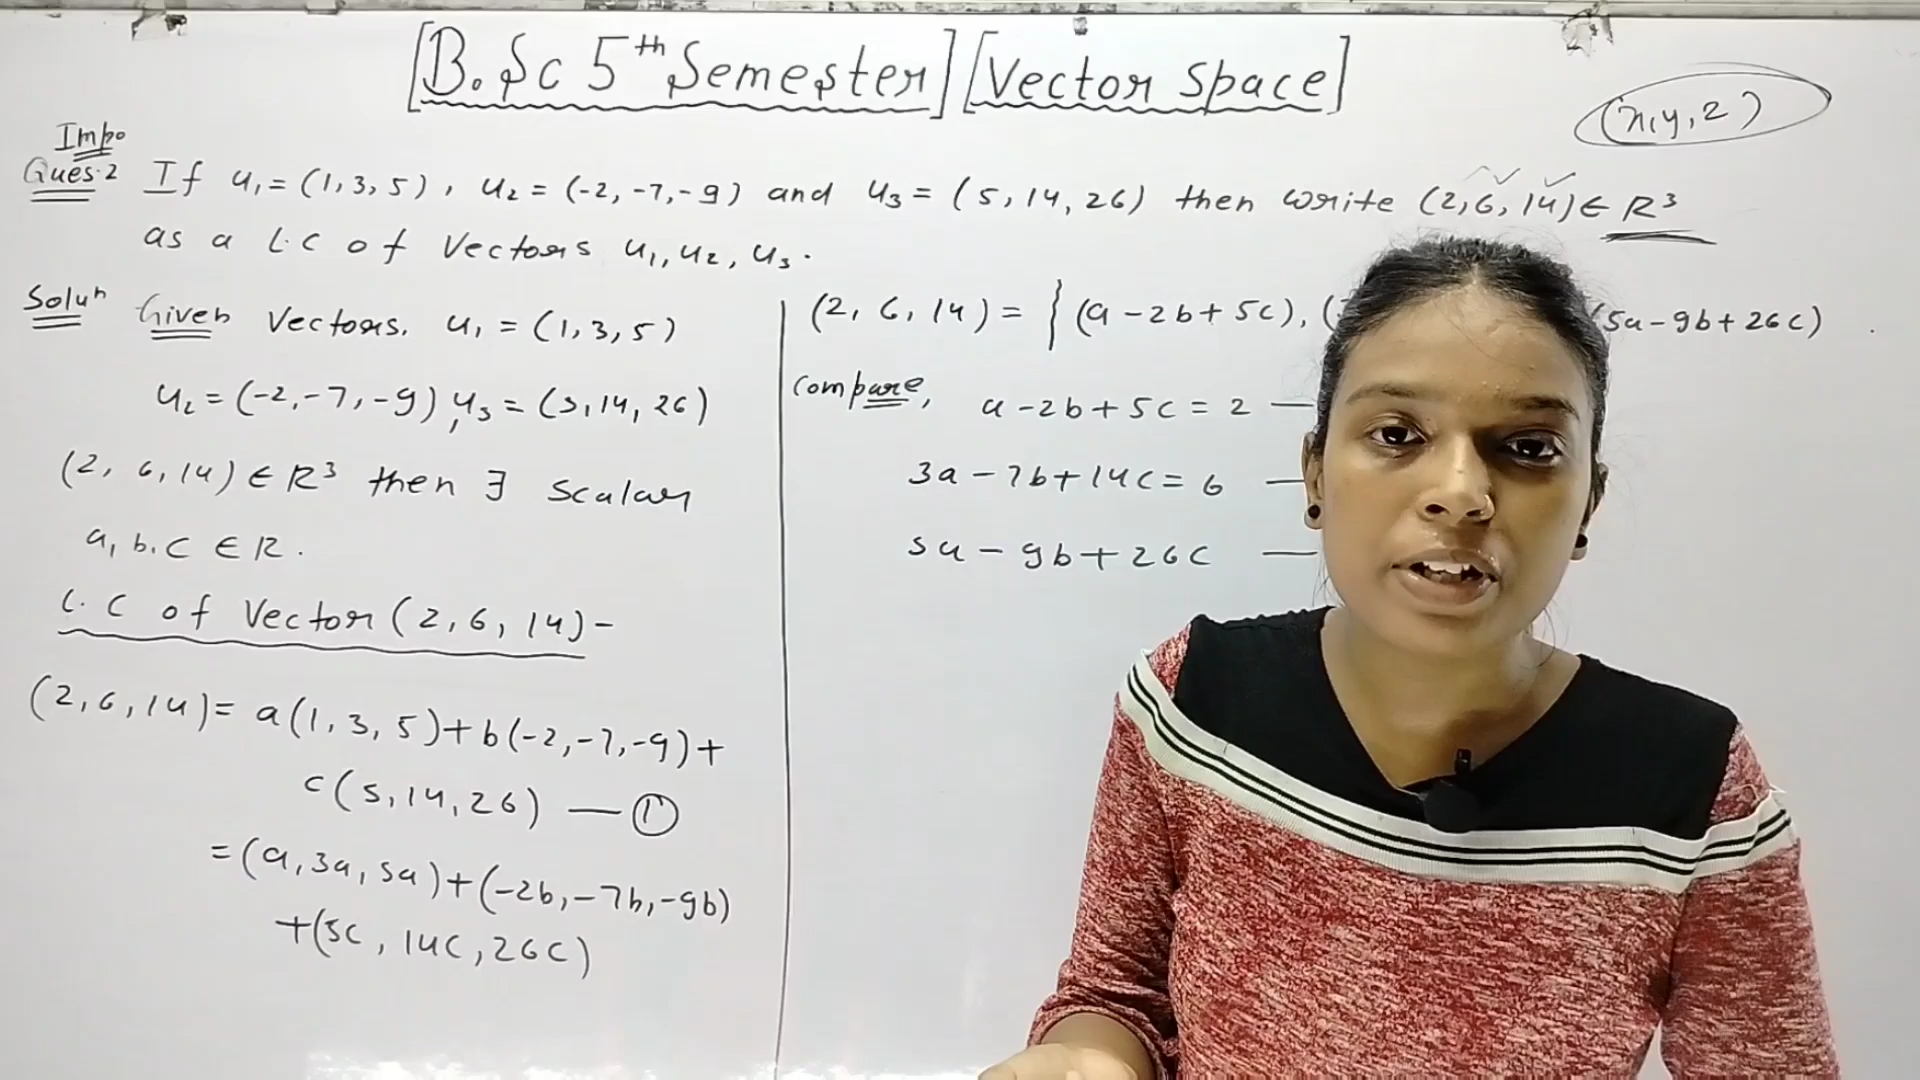 [B.Sc 5th Semester] [Vector Space]
(x,y,z)
Impo
Ques.2 If u₁ = (1,3,5), u₂ = (-2,-7,-9) and u₃ = (5,14,26) then write (2,6,14) ∈ R³
as a L.C of Vectors u₁, u₂, u₃.
Solun Given Vectors. u₁ = (1,3,5)
u₂ = (-2,-7,-9), u₃ = (5,14,26)
(2, 6, 14) ∈ R³ then ∃ Scalar
a, b, c ∈ R.
L.C of Vector (2,6,14) -
(2,6,14) = a(1,3,5) + b(-2,-7,-9) +
c(5,14,26) — ①
= (a,3a,5a) + (-2b,-7b,-9b)
+ (5c, 14c, 26c)
(2, 6, 14) = { (a - 2b + 5c), ( (5a - 9b + 26c)
Compare, a - 2b + 5c = 2 —
3a - 7b + 14c = 6 —
5a - 9b + 26c —